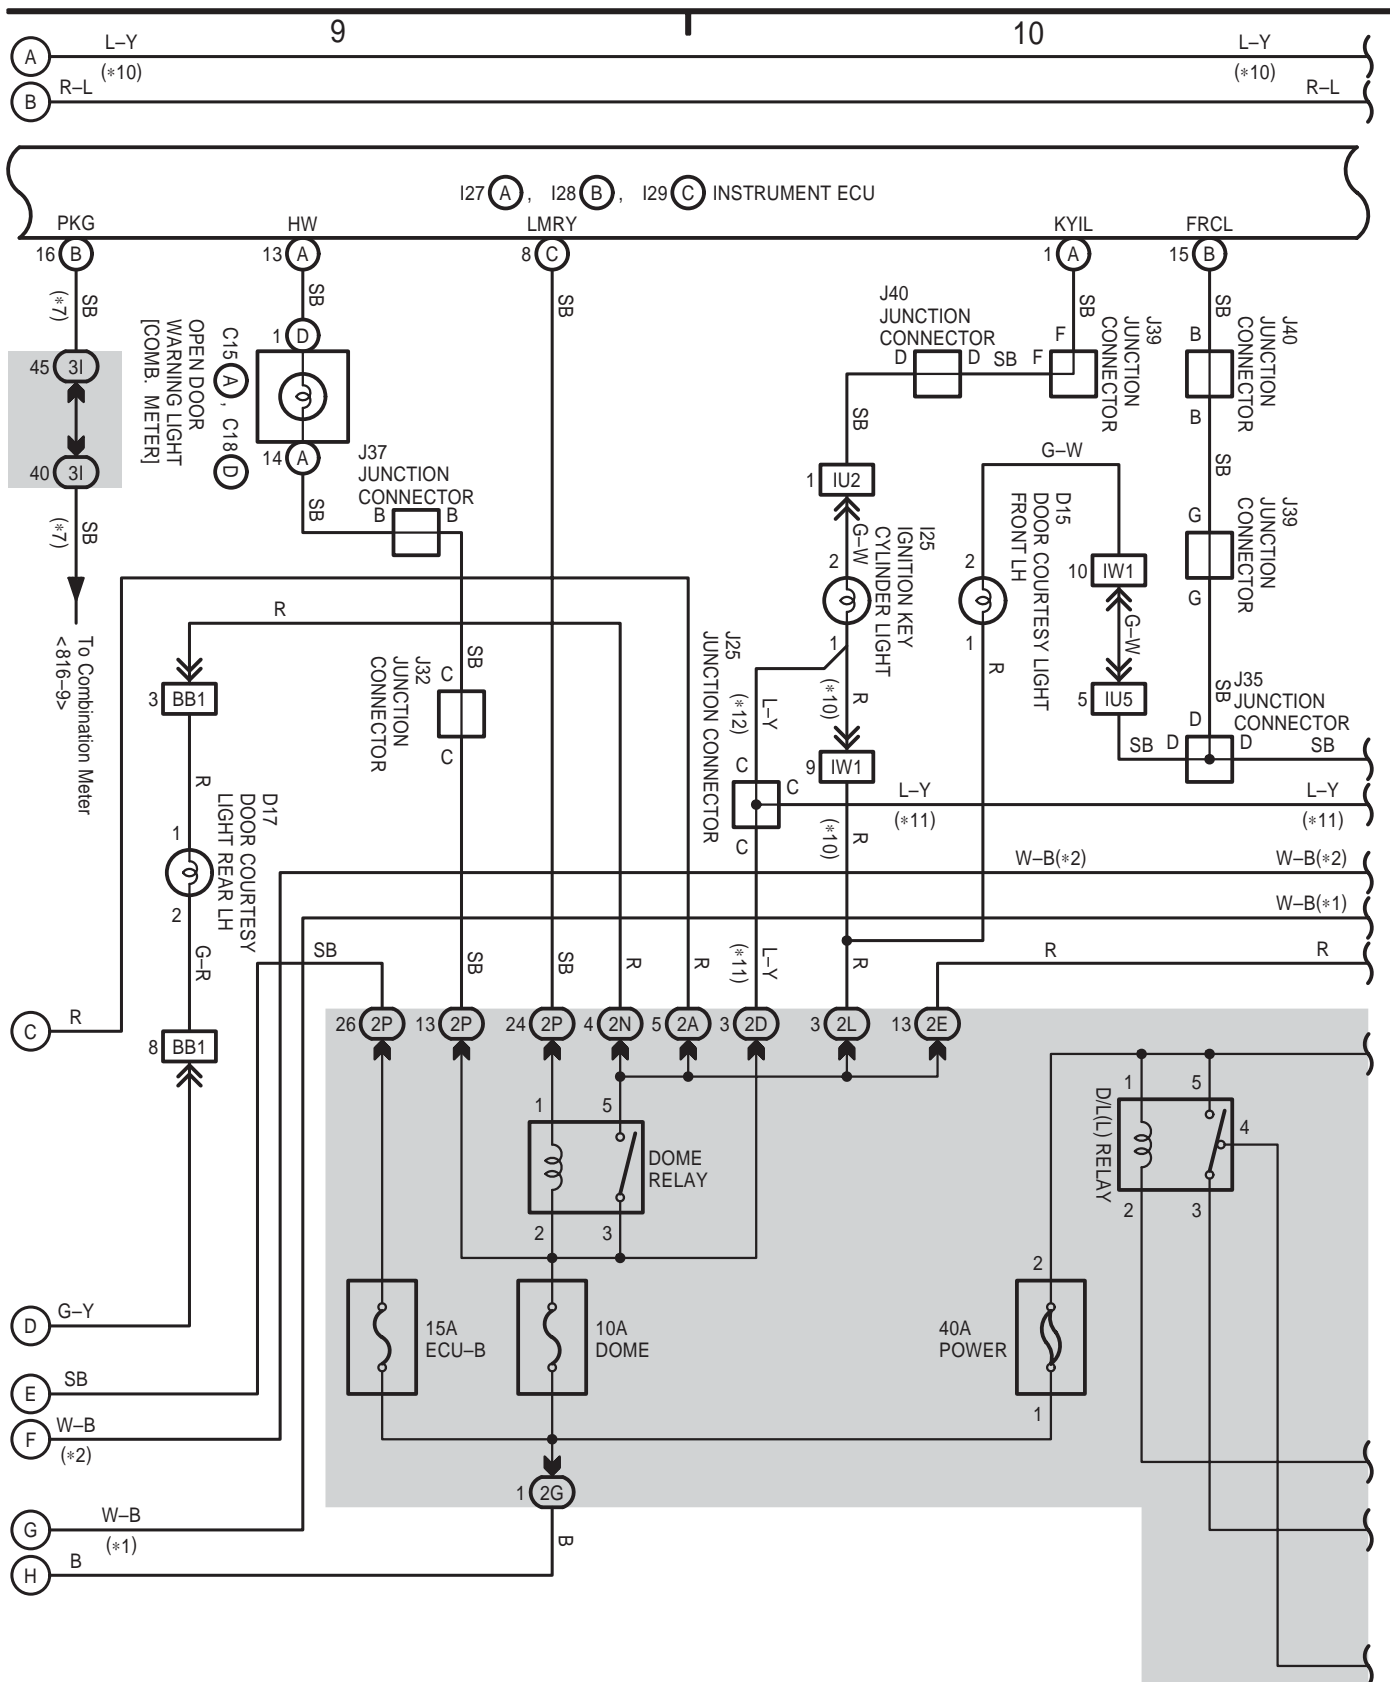 9
10
A
L–Y
(*10)
L–Y
(*10)
B
R–L
R–L
I27 A , I28 B , I29 C INSTRUMENT ECU
PKG
HW
LMRY
KYIL
FRCL
16 B
13 A
8 C
1 A
15 B
SB
(*7)
SB
SB
SB
SB
45 3I
40 3I
SB
(*7)
To Combination Meter
<816–9>
1 D
14 A
C15 A , C18 D
OPEN DOOR
WARNING LIGHT
[COMB. METER]
SB
J37
JUNCTION
CONNECTOR
B
B
SB
C
C
J32
JUNCTION
CONNECTOR
J40
JUNCTION
CONNECTOR
D
D
SB
F
F
J39
JUNCTION
CONNECTOR
B
B
J40
JUNCTION
CONNECTOR
SB
G
G
J39
JUNCTION
CONNECTOR
SB
SB
1 IU2
G–W
2
1
I25
IGNITION KEY
CYLINDER LIGHT
G–W
2
1
D15
DOOR COURTESY LIGHT
FRONT LH
R
10 IW1
G–W
5 IU5
SB
D
D
D
J35
JUNCTION
CONNECTOR
SB
R
(*10)
9 IW1
R
(*10)
L–Y
(*12)
J25
JUNCTION CONNECTOR
C
C
C
L–Y
(*11)
L–Y
(*11)
R
3 BB1
R
1
2
D17
DOOR COURTESY
LIGHT REAR LH
G–R
8 BB1
W–B(*2)
W–B(*2)
W–B(*1)
SB
SB
SB
R
R
L–Y
(*11)
R
R
R
C
R
26 2P
13 2P
24 2P
4 2N
5 2A
3 2D
3 2L
13 2E
1
5
DOME
RELAY
2
3
1
5
4
D/L(L) RELAY
2
3
2
15A
ECU–B
10A
DOME
40A
POWER
1
D
G–Y
E
SB
F
W–B
(*2)
1 2G
G
W–B
(*1)
B
H
B